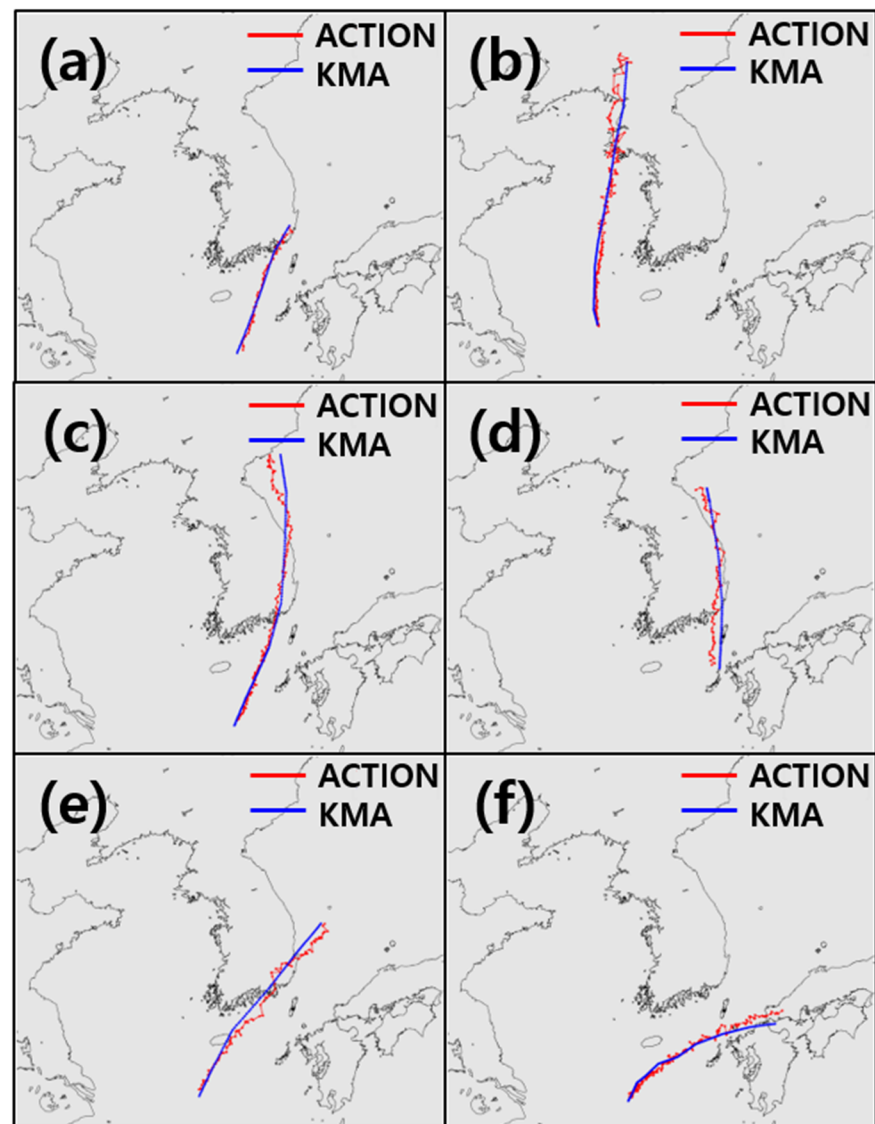 (a)
ACTION
KMA
(b)
ACTION
KMA
(c)
ACTION
KMA
(d)
ACTION
KMA
(e)
ACTION
KMA
(f)
ACTION
KMA